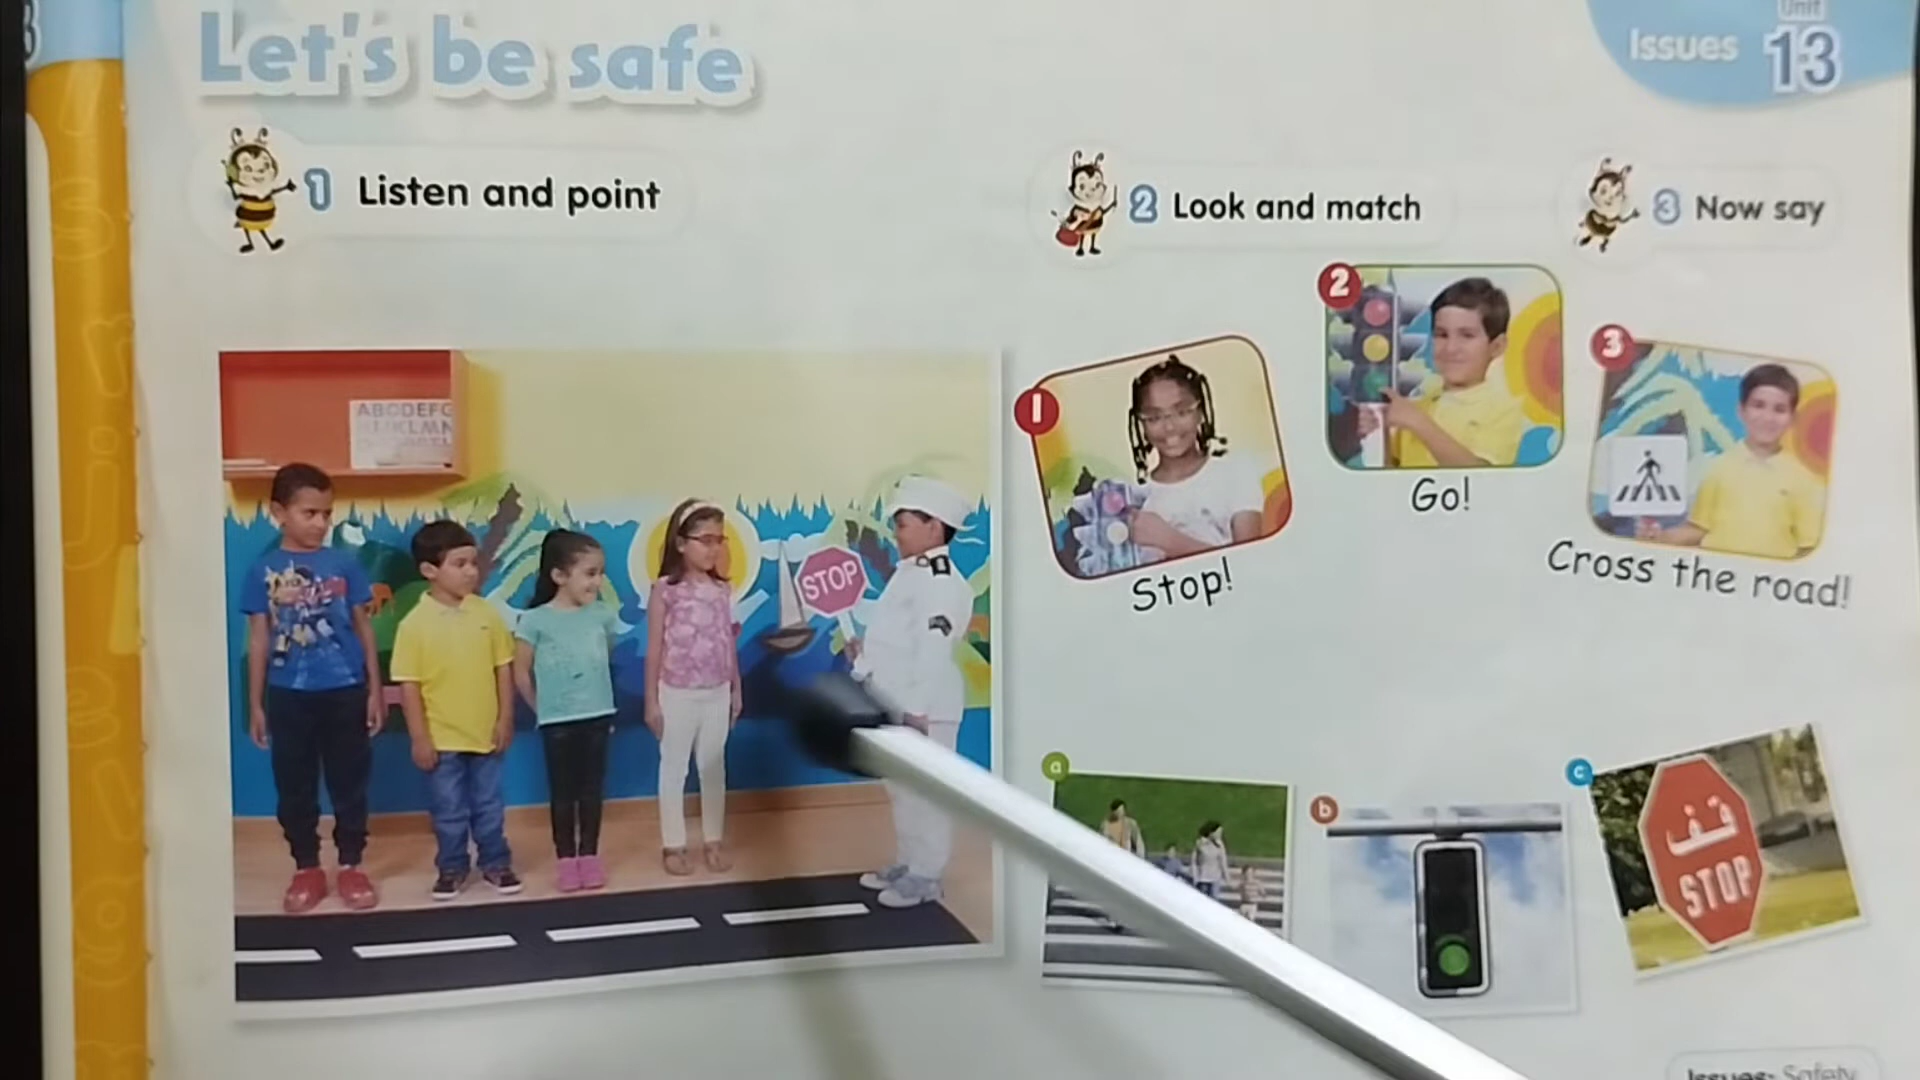 Let's be safe
Unit
Issues 13
1 Listen and point
2 Look and match
3 Now say
ABCDEFG
STOP
1
Stop!
2
Go!
3
Cross the road!
a
b
c
قف
STOP
Issues: Safety